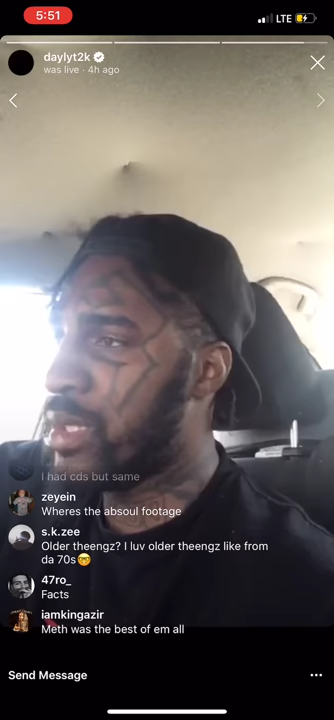 5:51
LTE
daylyt2k
was live · 4h ago
I had cds but same
zeyein
Wheres the absoul footage
s.k.zee
Older theengz? I luv older theengz like from
da 70s🤓
47ro_
Facts
iamkingazir
Meth was the best of em all
Send Message